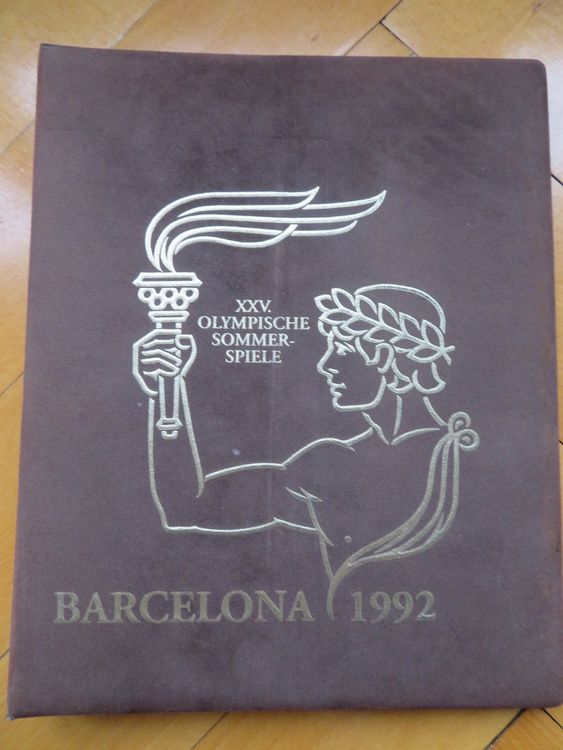 XXV.
OLYMPISCHE
SOMMER-
SPIELE
BARCELONA 1992